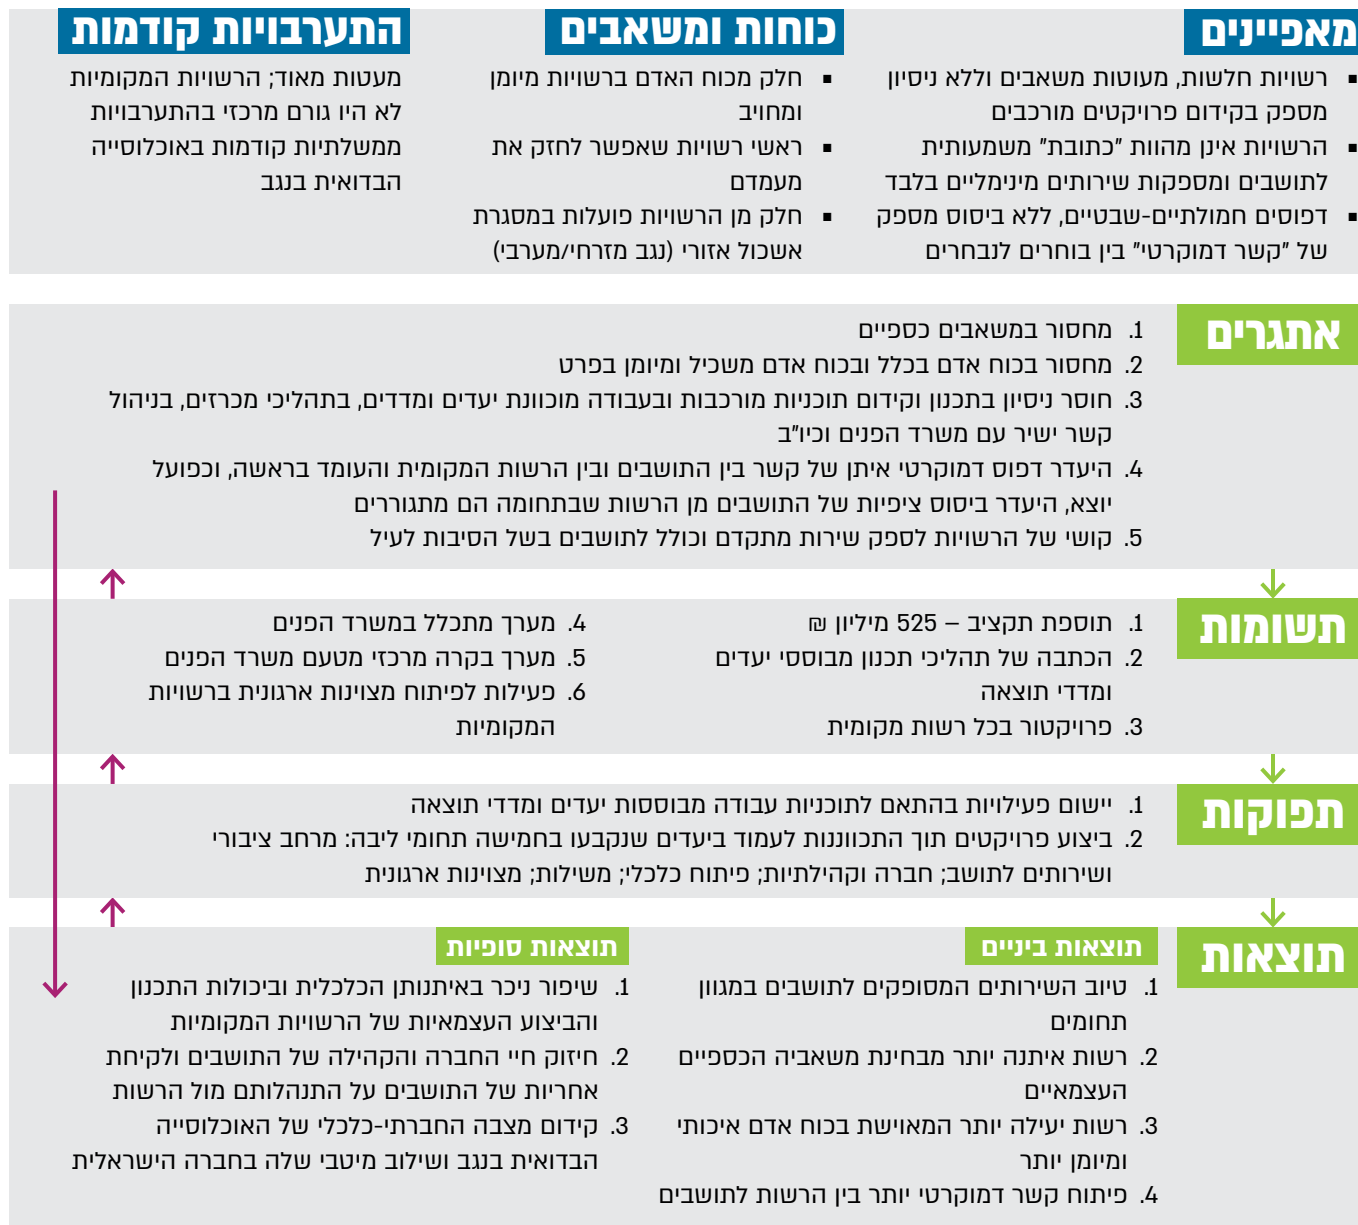 מאפיינים
▪ רשויות חלשות, מעוטות משאבים וללא ניסיון
מספק בקידום פרויקטים מורכבים
▪ הרשויות אינן מהוות "כתובת" משמעותית
לתושבים ומספקות שירותים מינימליים בלבד
▪ דפוסים חמולתיים-שבטיים, ללא ביסוס מספק
של "קשר דמוקרטי" בין בוחרים לנבחרים
כוחות ומשאבים
▪ חלק מכוח האדם ברשויות מיומן
ומחויב
▪ ראשי רשויות שאפשר לחזק את
מעמדם
▪ חלק מן הרשויות פועלות במסגרת
אשכול אזורי (נגב מזרחי/מערבי)
התערבויות קודמות
מעטות מאוד; הרשויות המקומיות
לא היו גורם מרכזי בהתערבויות
ממשלתיות קודמות באוכלוסייה
הבדואית בנגב
אתגרים
1. מחסור במשאבים כספיים
2. מחסור בכוח אדם בכלל ובכוח אדם משכיל ומיומן בפרט
3. חוסר ניסיון בתכנון וקידום תוכניות מורכבות ובעבודה מוכוונת יעדים ומדדים, בתהליכי מכרזים, בניהול
קשר ישיר עם משרד הפנים וכיו"ב
4. היעדר דפוס דמוקרטי איתן של קשר בין התושבים ובין הרשות המקומית והעומד בראשה, וכפועל
יוצא, היעדר ביסוס ציפיות של התושבים מן הרשות שבתחומה הם מתגוררים
5. קושי של הרשויות לספק שירות מתקדם וכולל לתושבים בשל הסיבות לעיל
תשומות
1. תוספת תקציב – 525 מיליון ₪
2. הכתבה של תהליכי תכנון מבוססי יעדים
ומדדי תוצאה
3. פרויקטור בכל רשות מקומית
4. מערך מתכלל במשרד הפנים
5. מערך בקרה מרכזי מטעם משרד הפנים
6. פעילות לפיתוח מצוינות ארגונית ברשויות
המקומיות
תפוקות
1. יישום פעילויות בהתאם לתוכניות עבודה מבוססות יעדים ומדדי תוצאה
2. ביצוע פרויקטים תוך התכווננות לעמוד ביעדים שנקבעו בחמישה תחומי ליבה: מרחב ציבורי
ושירותים לתושב; חברה וקהילתיות; פיתוח כלכלי; משילות; מצוינות ארגונית
תוצאות
תוצאות ביניים
1. טיוב השירותים המסופקים לתושבים במגוון
תחומים
2. רשות איתנה יותר מבחינת משאביה הכספיים
העצמאיים
3. רשות יעילה יותר המאוישת בכוח אדם איכותי
ומיומן יותר
4. פיתוח קשר דמוקרטי יותר בין הרשות לתושבים
תוצאות סופיות
1. שיפור ניכר באיתנותן הכלכלית וביכולות התכנון
והביצוע העצמאיות של הרשויות המקומיות
2. חיזוק חיי החברה והקהילה של התושבים ולקיחת
אחריות של התושבים על התנהלותם מול הרשות
3. קידום מצבה החברתי-כלכלי של האוכלוסייה
הבדואית בנגב ושילוב מיטבי שלה בחברה הישראלית